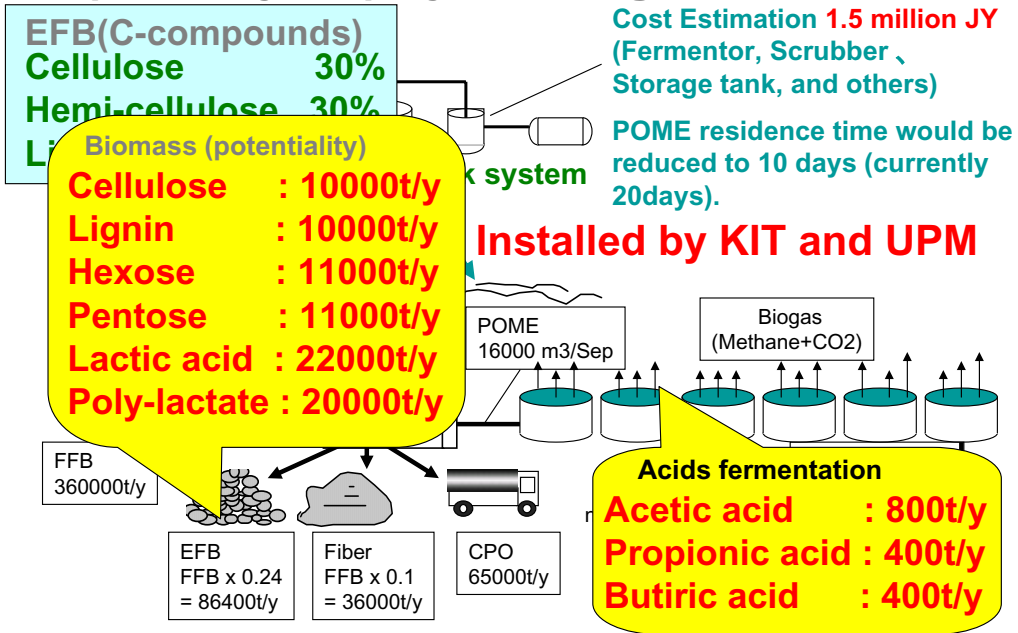 EFB(C-compounds)
Cellulose 30%
Hemi-cellulose 30%
Cost Estimation 1.5 million JY
(Fermentor, Scrubber 、
Storage tank, and others)
POME residence time would be
reduced to 10 days (currently
20days).
system
Installed by KIT and UPM
Biomass (potentiality)
Cellulose : 10000t/y
Lignin : 10000t/y
Hexose : 11000t/y
Pentose : 11000t/y
Lactic acid : 22000t/y
Poly-lactate : 20000t/y
POME
16000 m3/Sep
Biogas
(Methane+CO2)
FFB
360000t/y
EFB
FFB x 0.24
= 86400t/y
Fiber
FFB x 0.1
= 36000t/y
CPO
65000t/y
Acids fermentation
Acetic acid : 800t/y
Propionic acid : 400t/y
Butiric acid : 400t/y